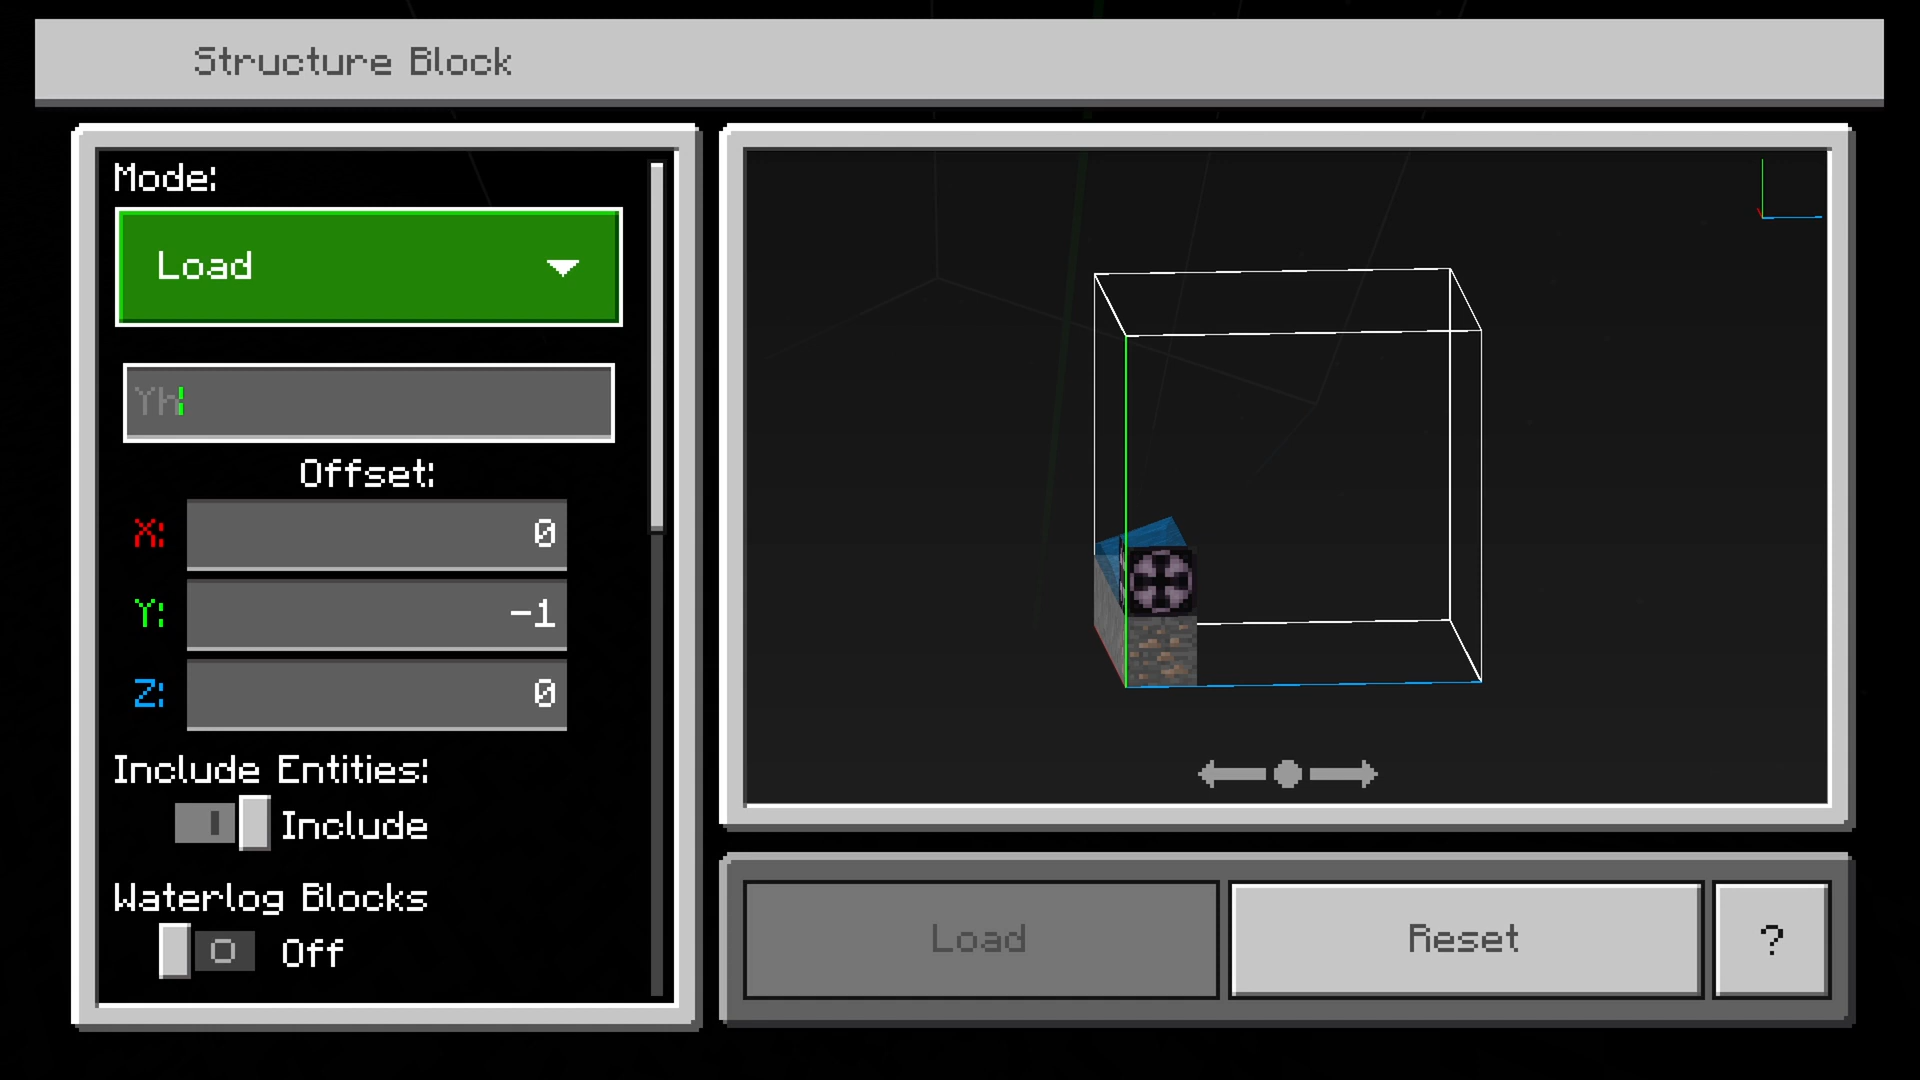 Structure Block
Mode:
Load
Yh
Offset:
X: 0
Y: -1
Z: 0
Include Entities:
Include
Waterlog Blocks
Off
Load
Reset
?